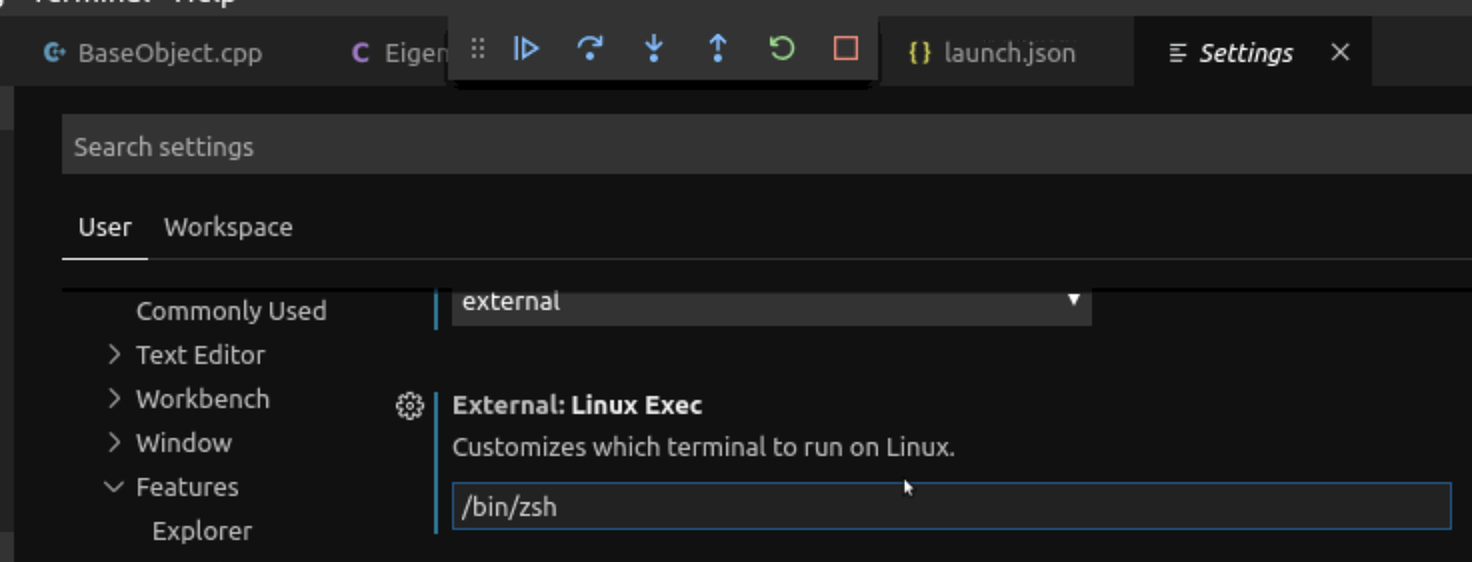 Terminal Help
BaseObject.cpp
Eigen
launch.json
Settings
Search settings
User Workspace
Commonly Used
external
Text Editor
Workbench
External: Linux Exec
Customizes which terminal to run on Linux.
Window
Features
/bin/zsh
Explorer